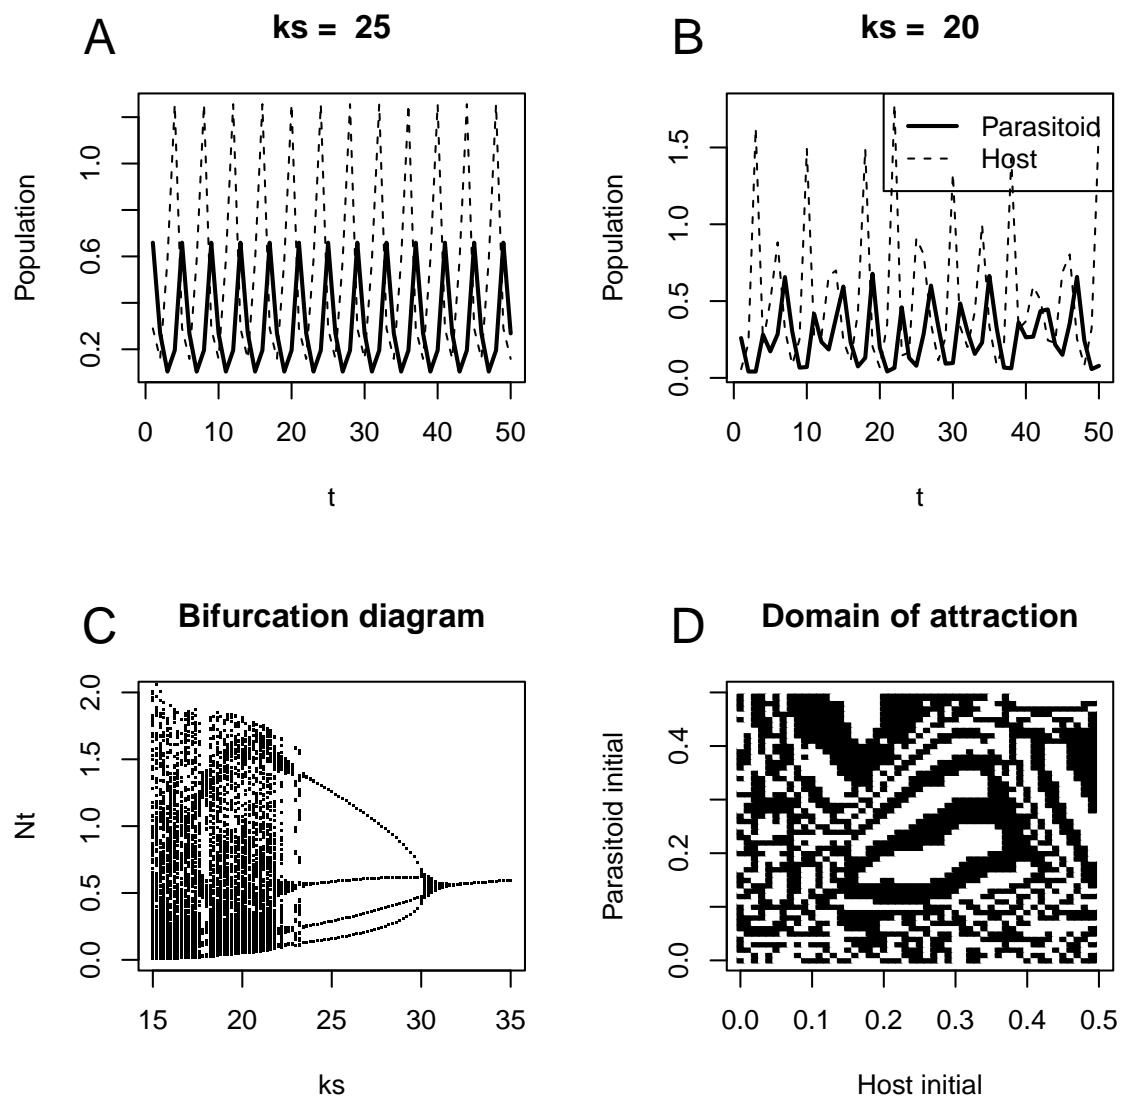 A
ks = 25
Population
0.2
0.6
1.0
0
10
20
30
40
50
t
B
ks = 20
Population
0.0
0.5
1.0
1.5
Parasitoid
Host
0
10
20
30
40
50
t
C
Bifurcation diagram
Nt
0.0
0.5
1.0
1.5
2.0
15
20
25
30
35
ks
D
Domain of attraction
Parasitoid initial
0.0
0.2
0.4
0.0
0.1
0.2
0.3
0.4
0.5
Host initial